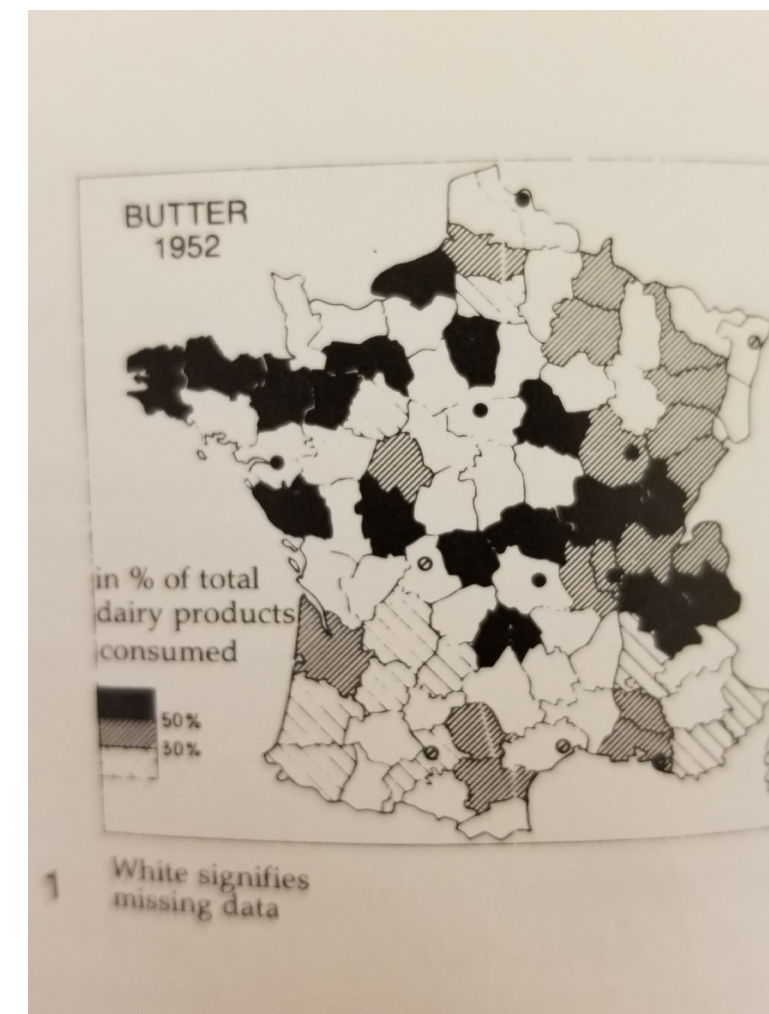 BUTTER
1952
in % of total
dairy products
consumed
50%
30%
1
White signifies
missing data